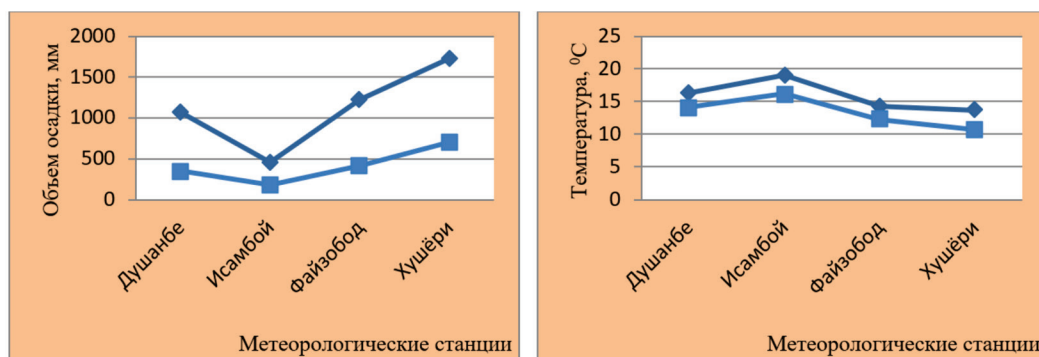 Объем осадки, мм
2000
1500
1000
500
0
Душанбе
Исамбой
Файзобод
Хушёри
Метеорологические станции
Температура, ⁰С
25
20
15
10
5
0
Душанбе
Исамбой
Файзобод
Хушёри
Метеорологические станции